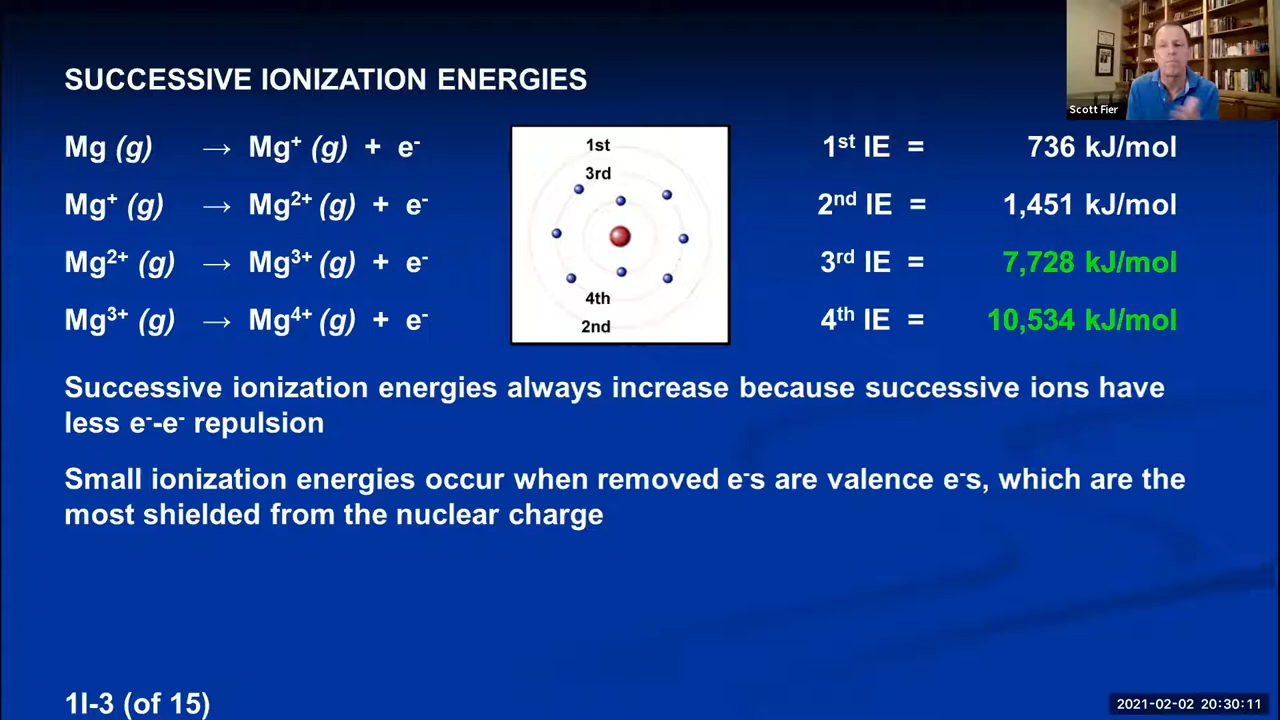 SUCCESSIVE IONIZATION ENERGIES
Scott Fier
Mg (g) → Mg⁺ (g) + e⁻ 1st 1ˢᵗ IE = 736 kJ/mol
3rd
Mg⁺ (g) → Mg²⁺ (g) + e⁻ 2ⁿᵈ IE = 1,451 kJ/mol
Mg²⁺ (g) → Mg³⁺ (g) + e⁻ 3ʳᵈ IE = 7,728 kJ/mol
4th
Mg³⁺ (g) → Mg⁴⁺ (g) + e⁻ 2nd 4ᵗʰ IE = 10,534 kJ/mol
Successive ionization energies always increase because successive ions have
less e⁻-e⁻ repulsion
Small ionization energies occur when removed e⁻s are valence e⁻s, which are the
most shielded from the nuclear charge
1I-3 (of 15)
2021-02-02 20:30:11